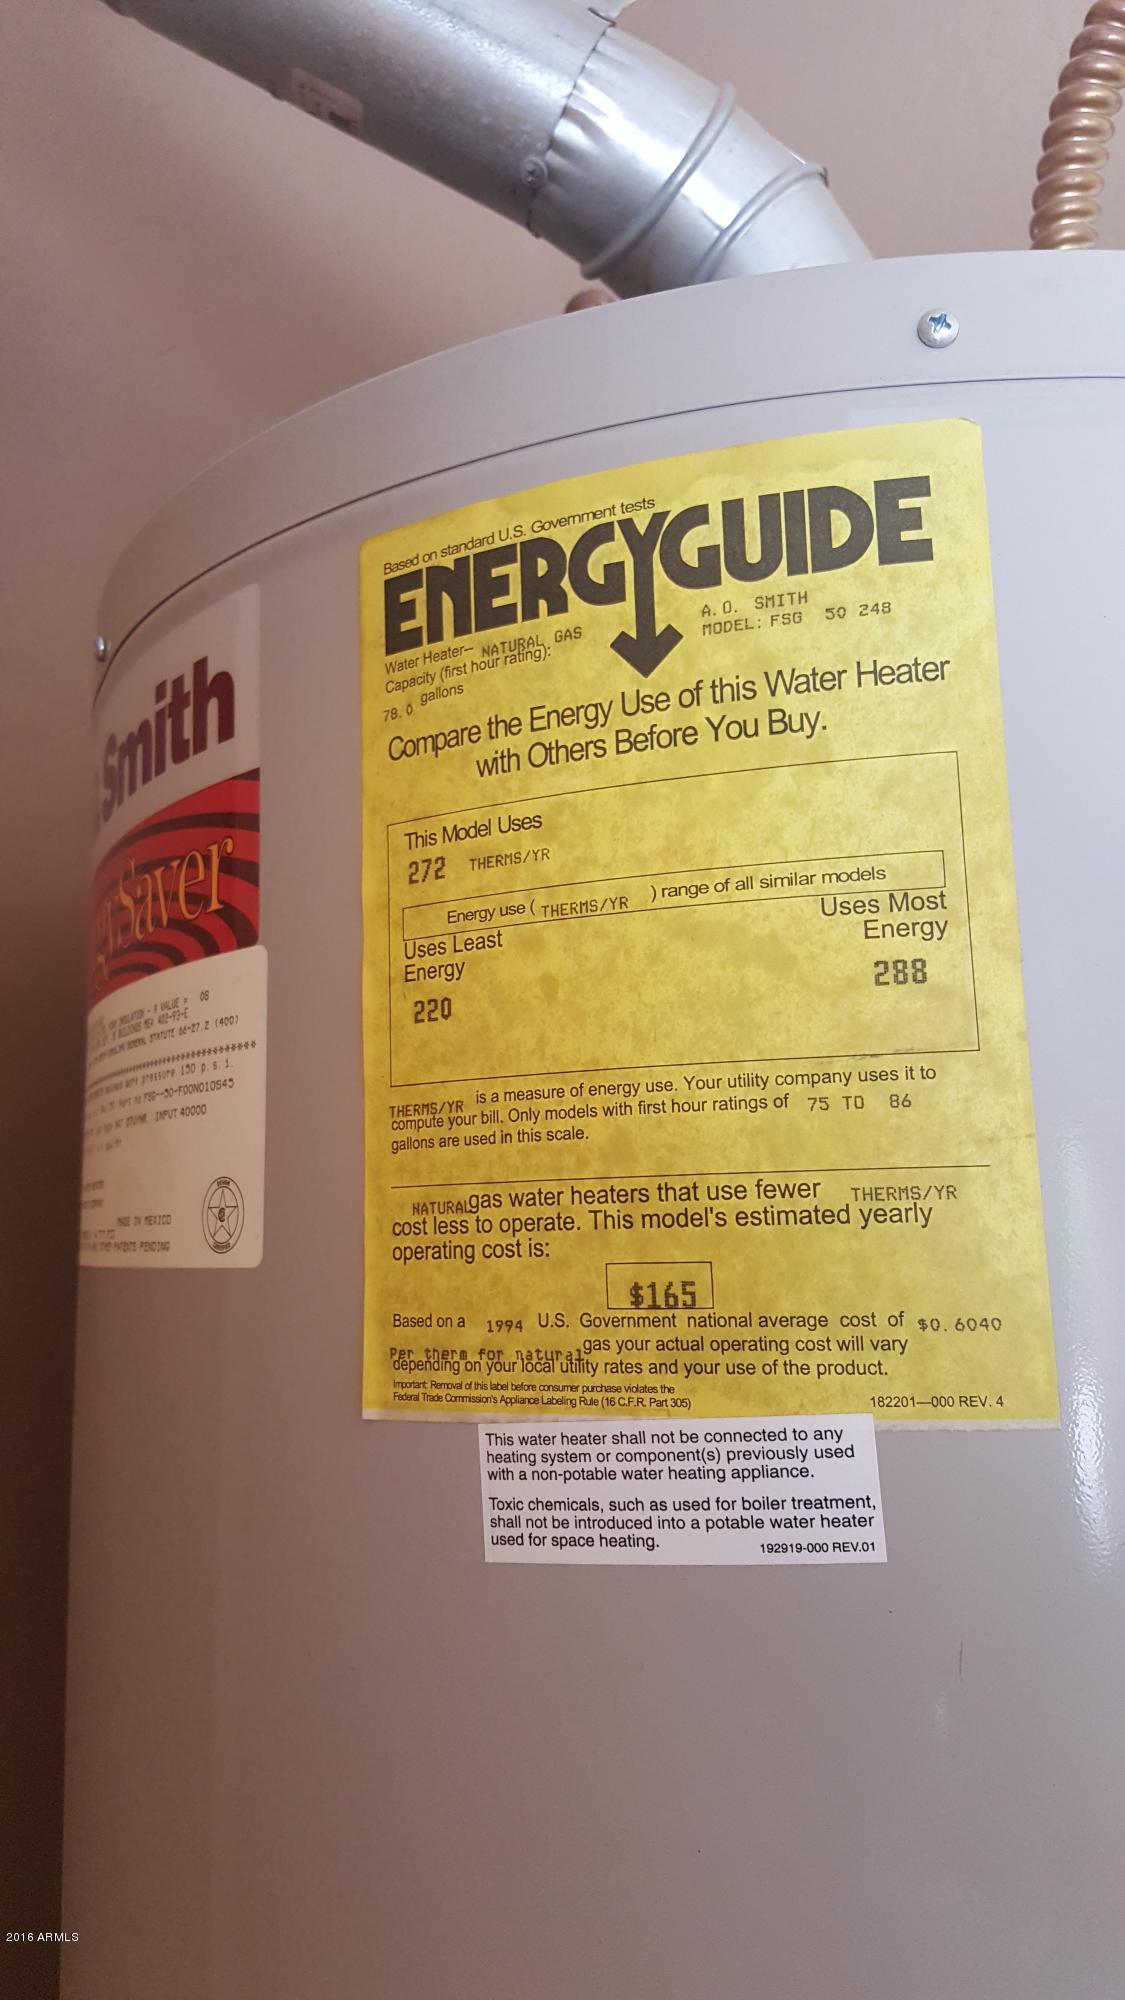 Based on standard U.S. Government tests
ENERGYGUIDE
Water Heater— NATURAL GAS
Capacity (first hour rating):
78.0 gallons
A.O. SMITH
MODEL: FSG 50 248
Compare the Energy Use of this Water Heater
with Others Before You Buy.
This Model Uses
272 THERMS/YR
Energy use ( THERMS/YR ) range of all similar models
Uses Least
Energy
220
Uses Most
Energy
288
THERMS/YR is a measure of energy use. Your utility company uses it to
compute your bill. Only models with first hour ratings of 75 TO 86
gallons are used in this scale.
NATURAL gas water heaters that use fewer THERMS/YR
cost less to operate. This model's estimated yearly
operating cost is:
$165
Based on a 1994 U.S. Government national average cost of $0.6040
Per therm for natural gas your actual operating cost will vary
depending on your local utility rates and your use of the product.
Important: Removal of this label before consumer purchase violates the
Federal Trade Commission's Appliance Labeling Rule (16 C.F.R. Part 305)
182201—000 REV. 4
This water heater shall not be connected to any
heating system or component(s) previously used
with a non-potable water heating appliance.
Toxic chemicals, such as used for boiler treatment,
shall not be introduced into a potable water heater
used for space heating.
192919-000 REV.01
Smith
Saver
INSULATION - R VALUE = 08
GENERAL STATUTE 66-27.2 (400)
pressure 150 p.s.i.
INPUT 40000
MADE IN MEXICO
OTHER PATENTS PENDING
2016 ARMLS